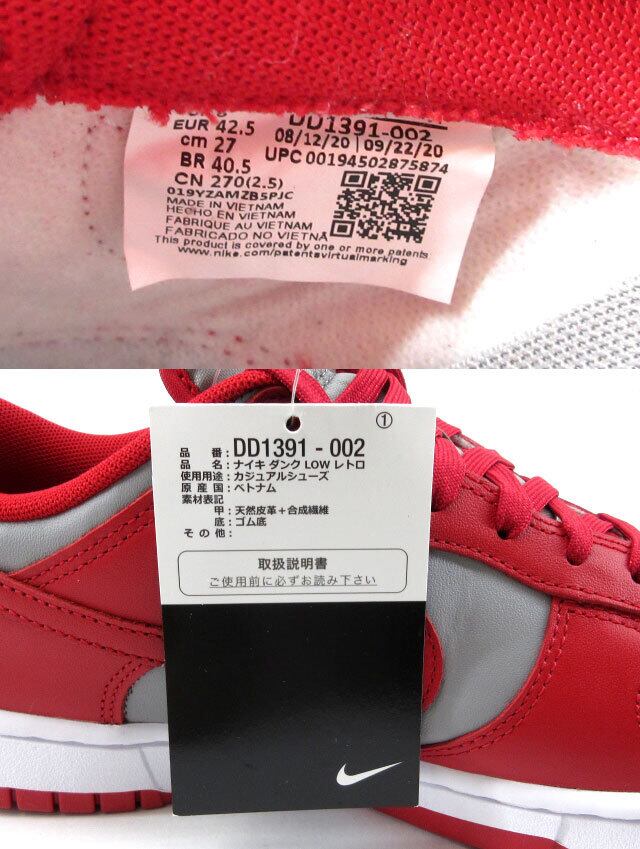 DD1391-002
EUR 42.5
08/12/20 | 09/22/20
cm 27
UPC 00194502875874
BR 40.5
CN 270(2.5)
019YZAMZB5PJC
MADE IN VIETNAM
HECHO EN VIETNAM
FABRIQUE AU VIETNAM
FABRICADO NO VIETNÃ
This product is covered by one or more patents.
www.nike.com/patentsvirtualmarking
①
品 番: DD1391 - 002
品 名: ナイキ ダンク LOW レトロ
使用用途: カジュアルシューズ
原 産 国: ベトナム
素材表記
甲: 天然皮革+合成繊維
底: ゴム底
そ の 他:
取扱説明書
ご使用前に必ずお読み下さい